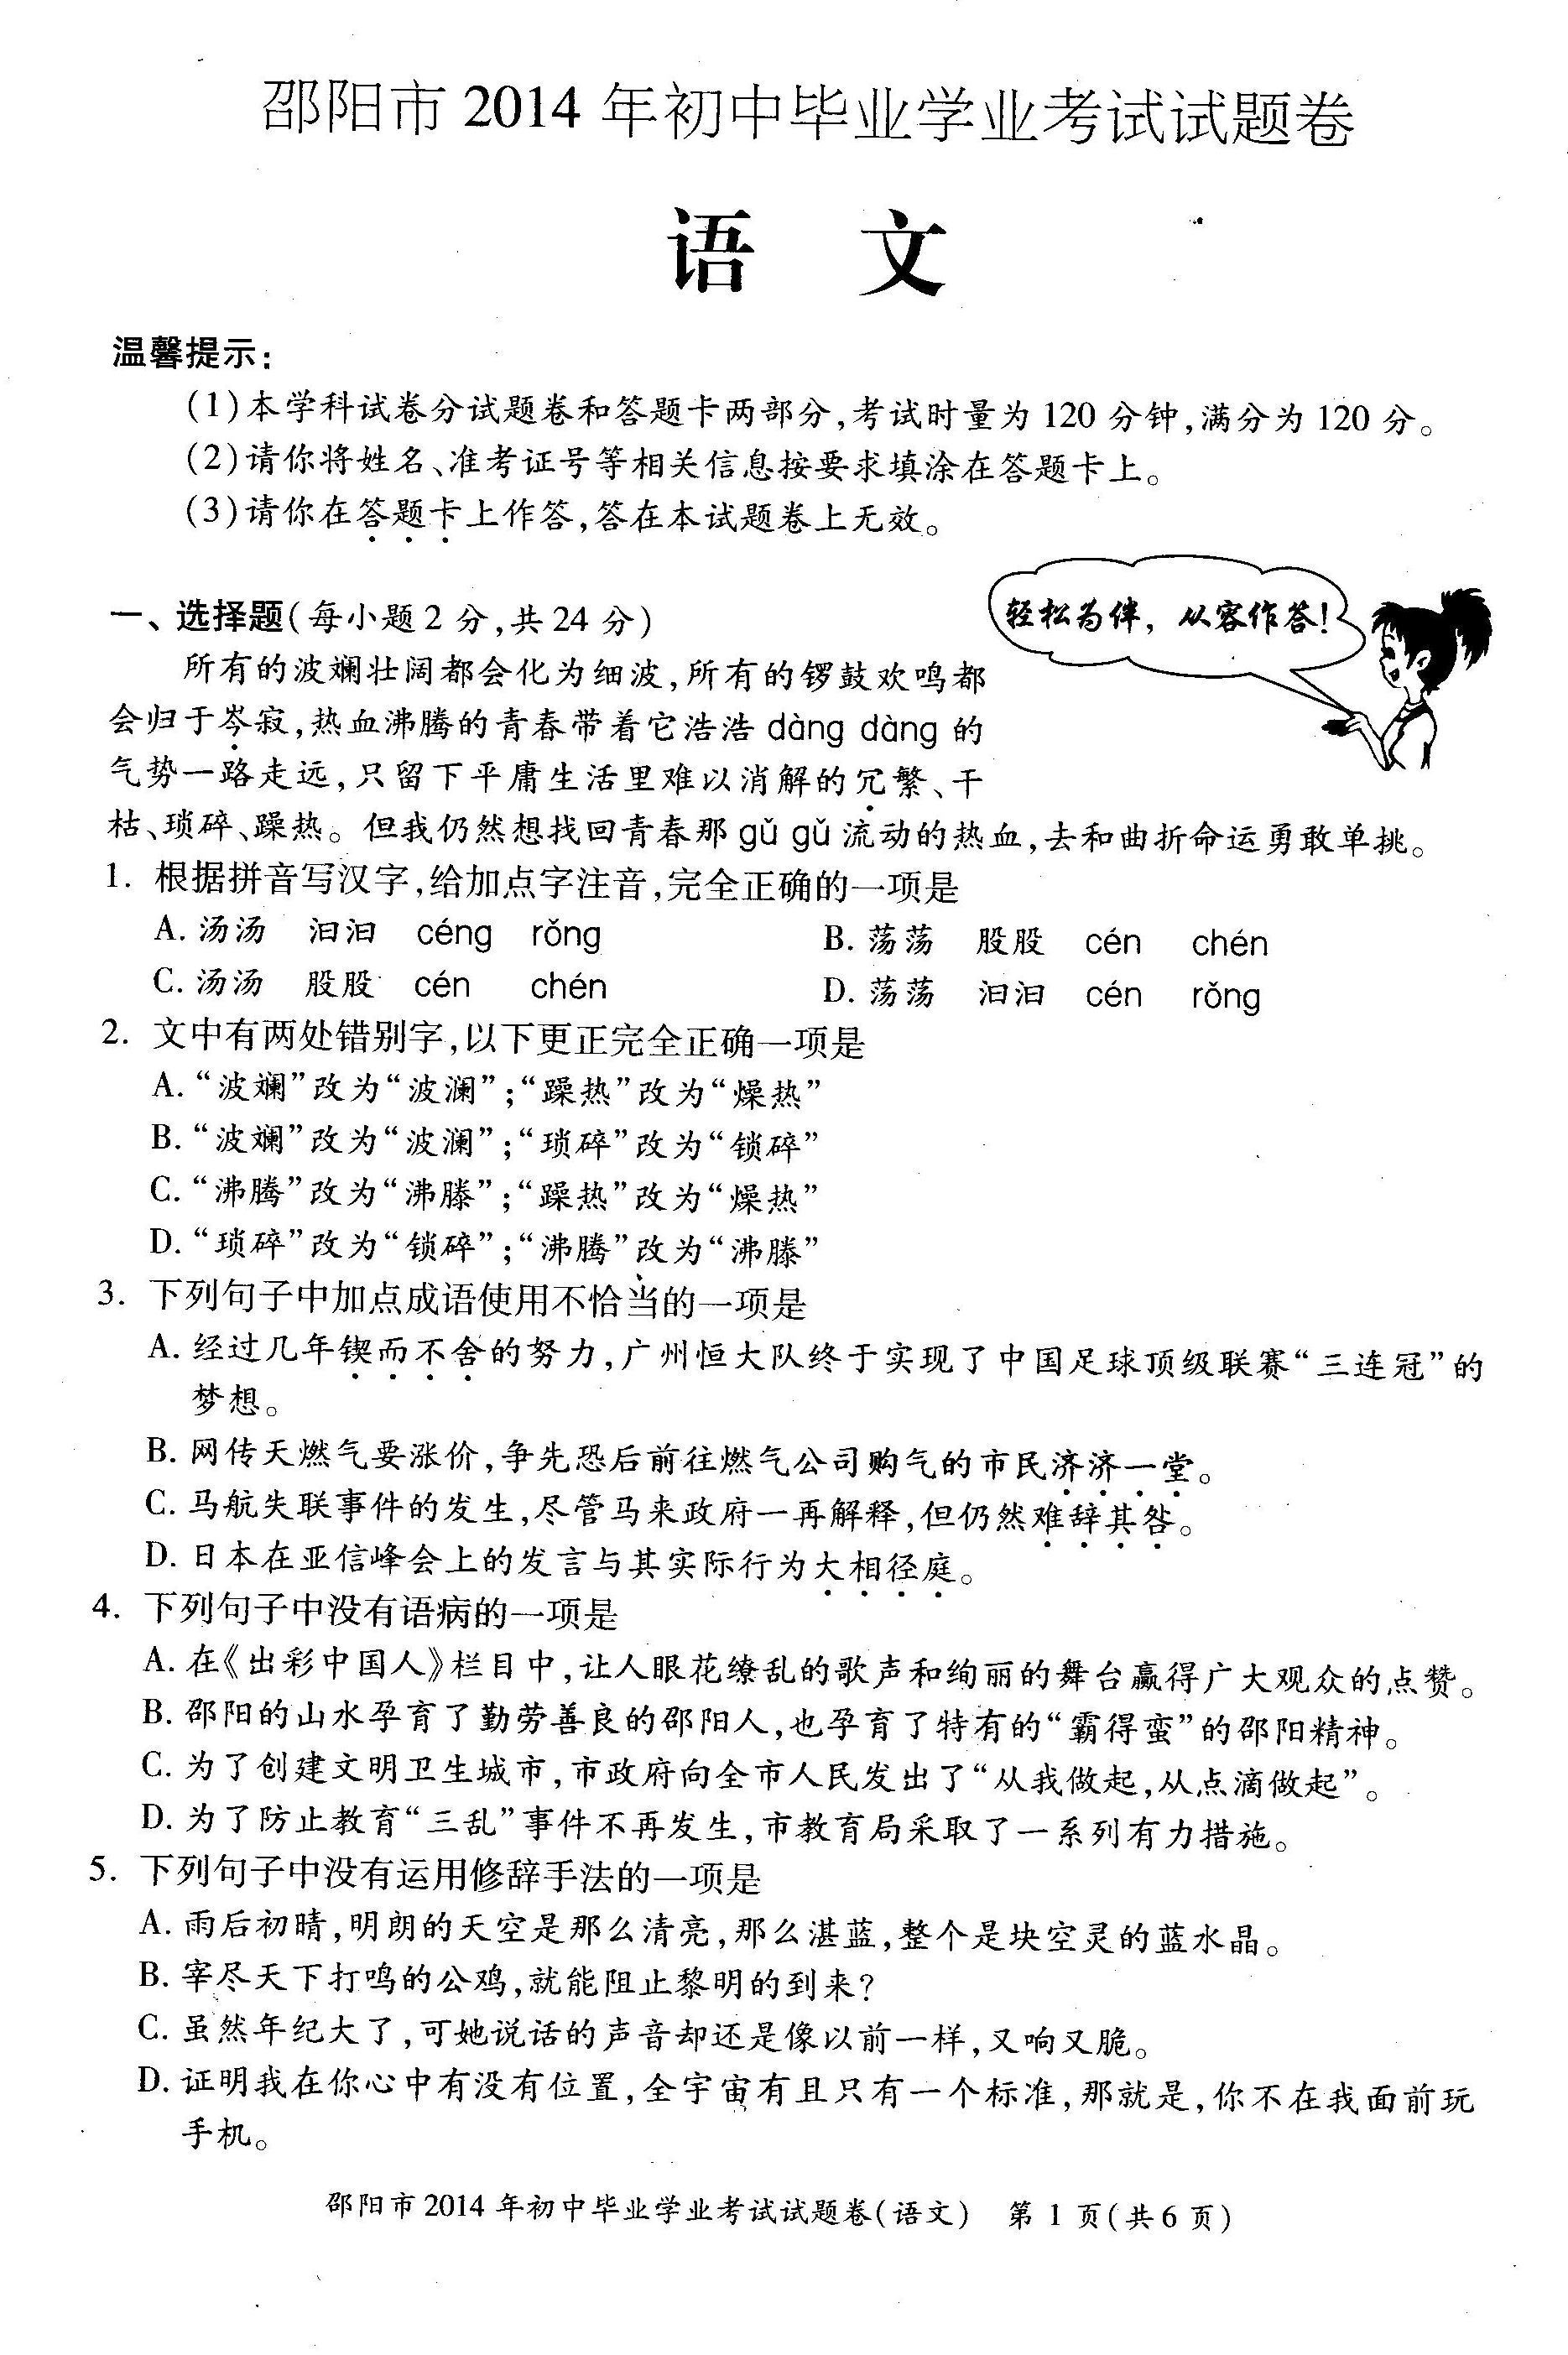 邵阳市 2014 年初中毕业学业考试试题卷
语 文
温馨提示:
(1)本学科试卷分试题卷和答题卡两部分,考试时量为 120 分钟,满分为 120 分。
(2)请你将姓名、准考证号等相关信息按要求填涂在答题卡上。
(3)请你在答题卡上作答,答在本试题卷上无效。
轻松为伴，从容作答!
一、选择题(每小题 2 分,共 24 分)
所有的波斓壮阔都会化为细波,所有的锣鼓欢鸣都
会归于岑寂,热血沸腾的青春带着它浩浩 dàng dàng 的
气势一路走远,只留下平庸生活里难以消解的冗繁、干
枯、琐碎、躁热。但我仍然想找回青春那 gǔ gǔ 流动的热血,去和曲折命运勇敢单挑。
1. 根据拼音写汉字,给加点字注音,完全正确的一项是
A. 汤汤 汩汩 céng rǒng B. 荡荡 股股 cén chén
C. 汤汤 股股 cén chén D. 荡荡 汩汩 cén rǒng
2. 文中有两处错别字,以下更正完全正确一项是
A. “波斓”改为“波澜”;“躁热”改为“燥热”
B. “波斓”改为“波澜”;“琐碎”改为“锁碎”
C. “沸腾”改为“沸滕”;“躁热”改为“燥热”
D. “琐碎”改为“锁碎”;“沸腾”改为“沸滕”
3. 下列句子中加点成语使用不恰当的一项是
A. 经过几年锲而不舍的努力,广州恒大队终于实现了中国足球顶级联赛“三连冠”的
梦想。
B. 网传天燃气要涨价,争先恐后前往燃气公司购气的市民济济一堂。
C. 马航失联事件的发生,尽管马来政府一再解释,但仍然难辞其咎。
D. 日本在亚信峰会上的发言与其实际行为大相径庭。
4. 下列句子中没有语病的一项是
A. 在《出彩中国人》栏目中,让人眼花缭乱的歌声和绚丽的舞台赢得广大观众的点赞。
B. 邵阳的山水孕育了勤劳善良的邵阳人,也孕育了特有的“霸得蛮”的邵阳精神。
C. 为了创建文明卫生城市,市政府向全市人民发出了“从我做起,从点滴做起”。
D. 为了防止教育“三乱”事件不再发生,市教育局采取了一系列有力措施。
5. 下列句子中没有运用修辞手法的一项是
A. 雨后初晴,明朗的天空是那么清亮,那么湛蓝,整个是块空灵的蓝水晶。
B. 宰尽天下打鸣的公鸡,就能阻止黎明的到来?
C. 虽然年纪大了,可她说话的声音却还是像以前一样,又响又脆。
D. 证明我在你心中有没有位置,全宇宙有且只有一个标准,那就是,你不在我面前玩
手机。
邵阳市 2014 年初中毕业学业考试试题卷(语文) 第 1 页(共 6 页)